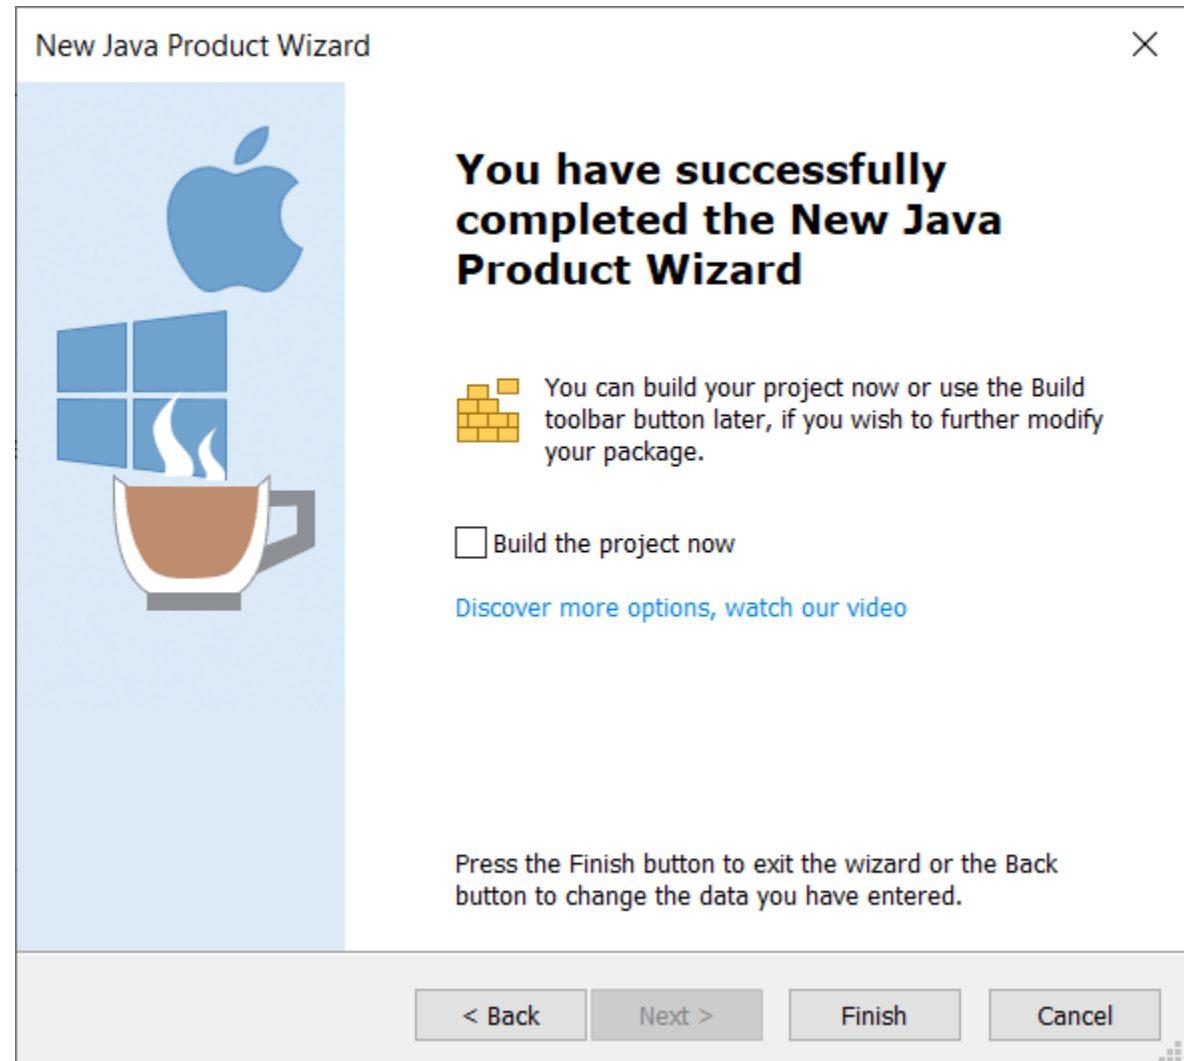 New Java Product Wizard
You have successfully
completed the New Java
Product Wizard
You can build your project now or use the Build
toolbar button later, if you wish to further modify
your package.
Build the project now
Discover more options, watch our video
Press the Finish button to exit the wizard or the Back
button to change the data you have entered.
< Back
Next >
Finish
Cancel